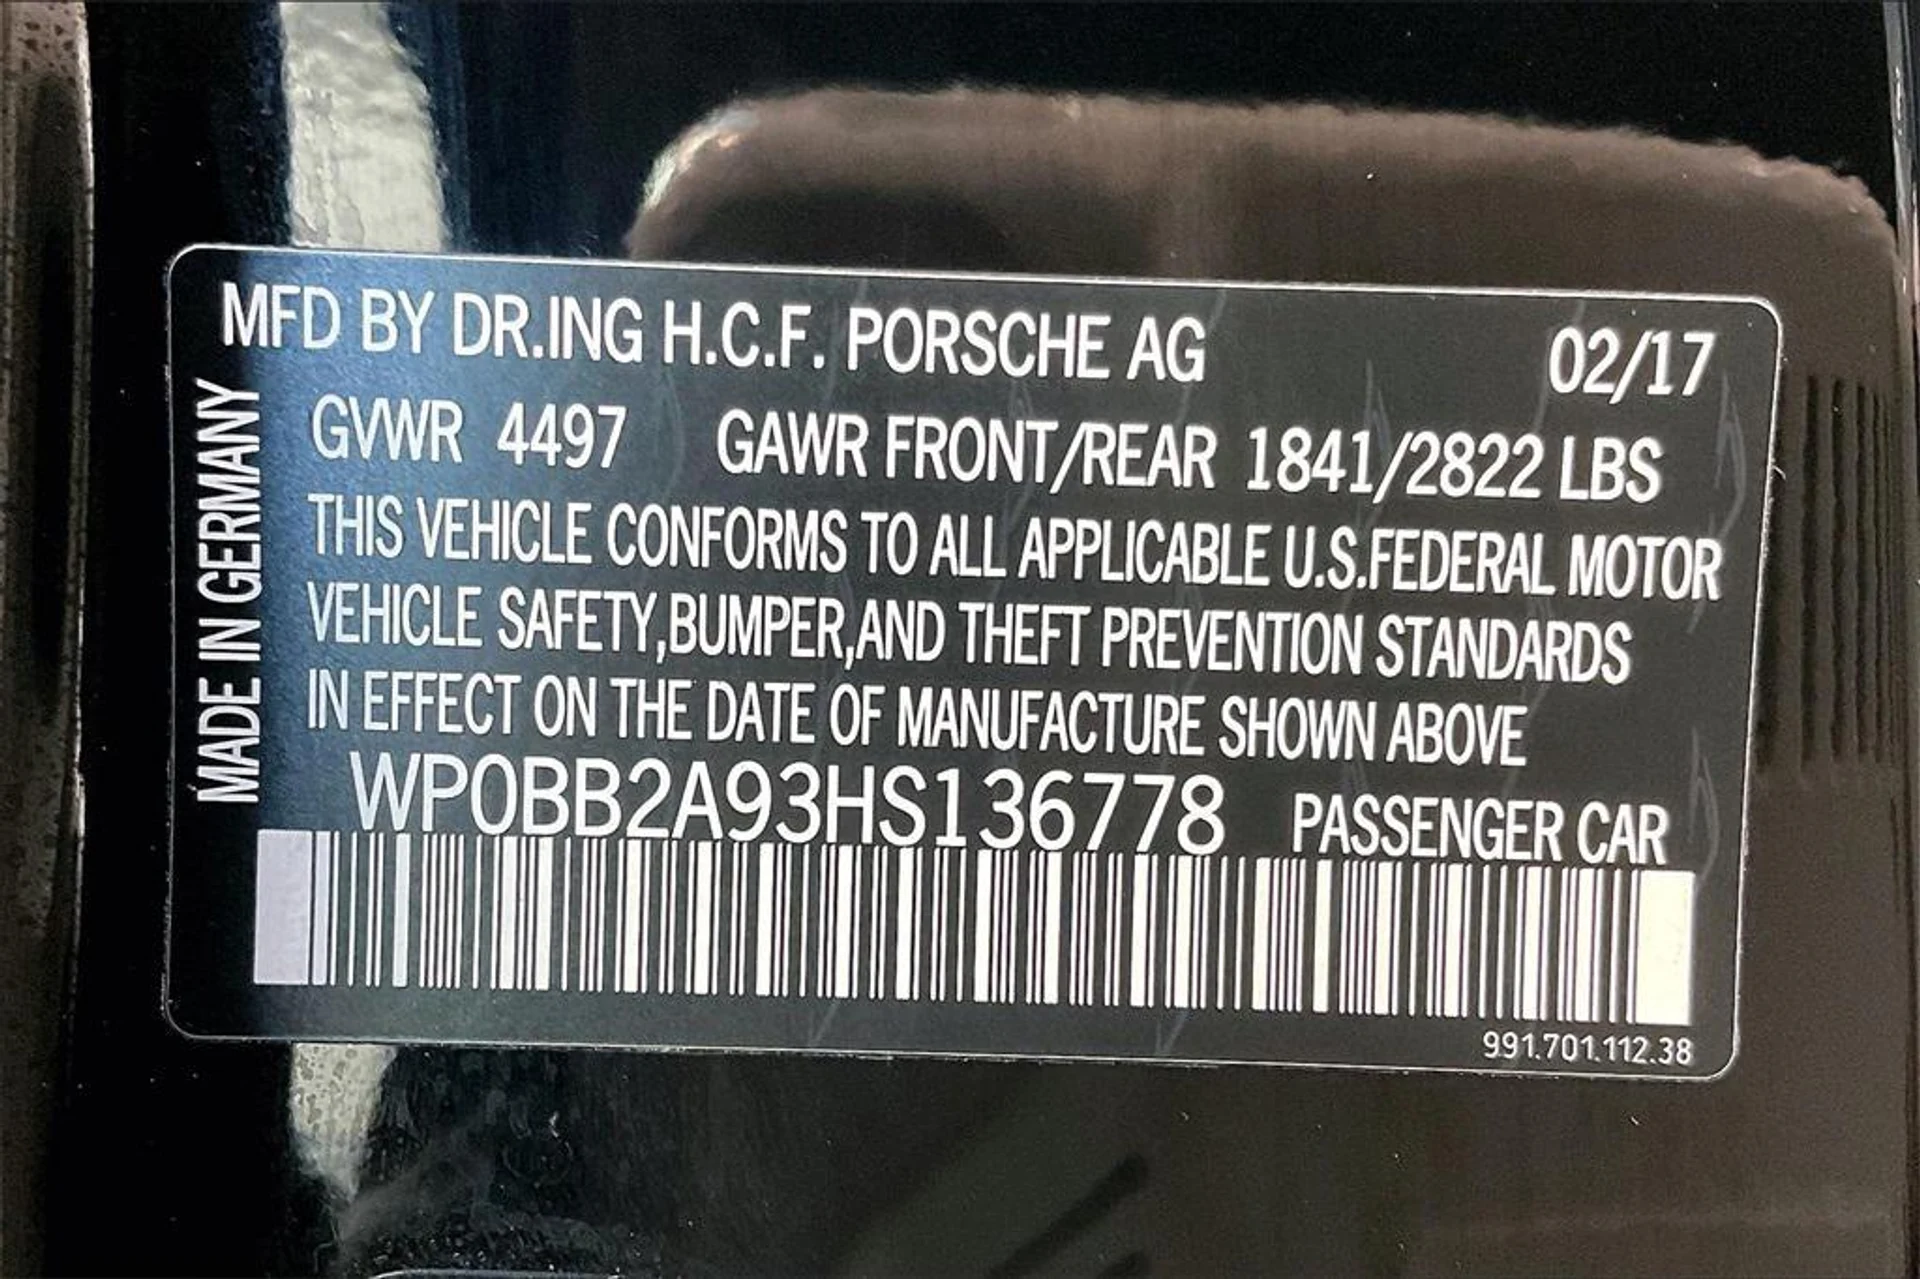 MFD BY DR.ING H.C.F. PORSCHE AG 02/17
GVWR 4497 GAWR FRONT/REAR 1841/2822 LBS
THIS VEHICLE CONFORMS TO ALL APPLICABLE U.S.FEDERAL MOTOR
VEHICLE SAFETY,BUMPER,AND THEFT PREVENTION STANDARDS
IN EFFECT ON THE DATE OF MANUFACTURE SHOWN ABOVE
WP0BB2A93HS136778 PASSENGER CAR
991.701.112.38
MADE IN GERMANY